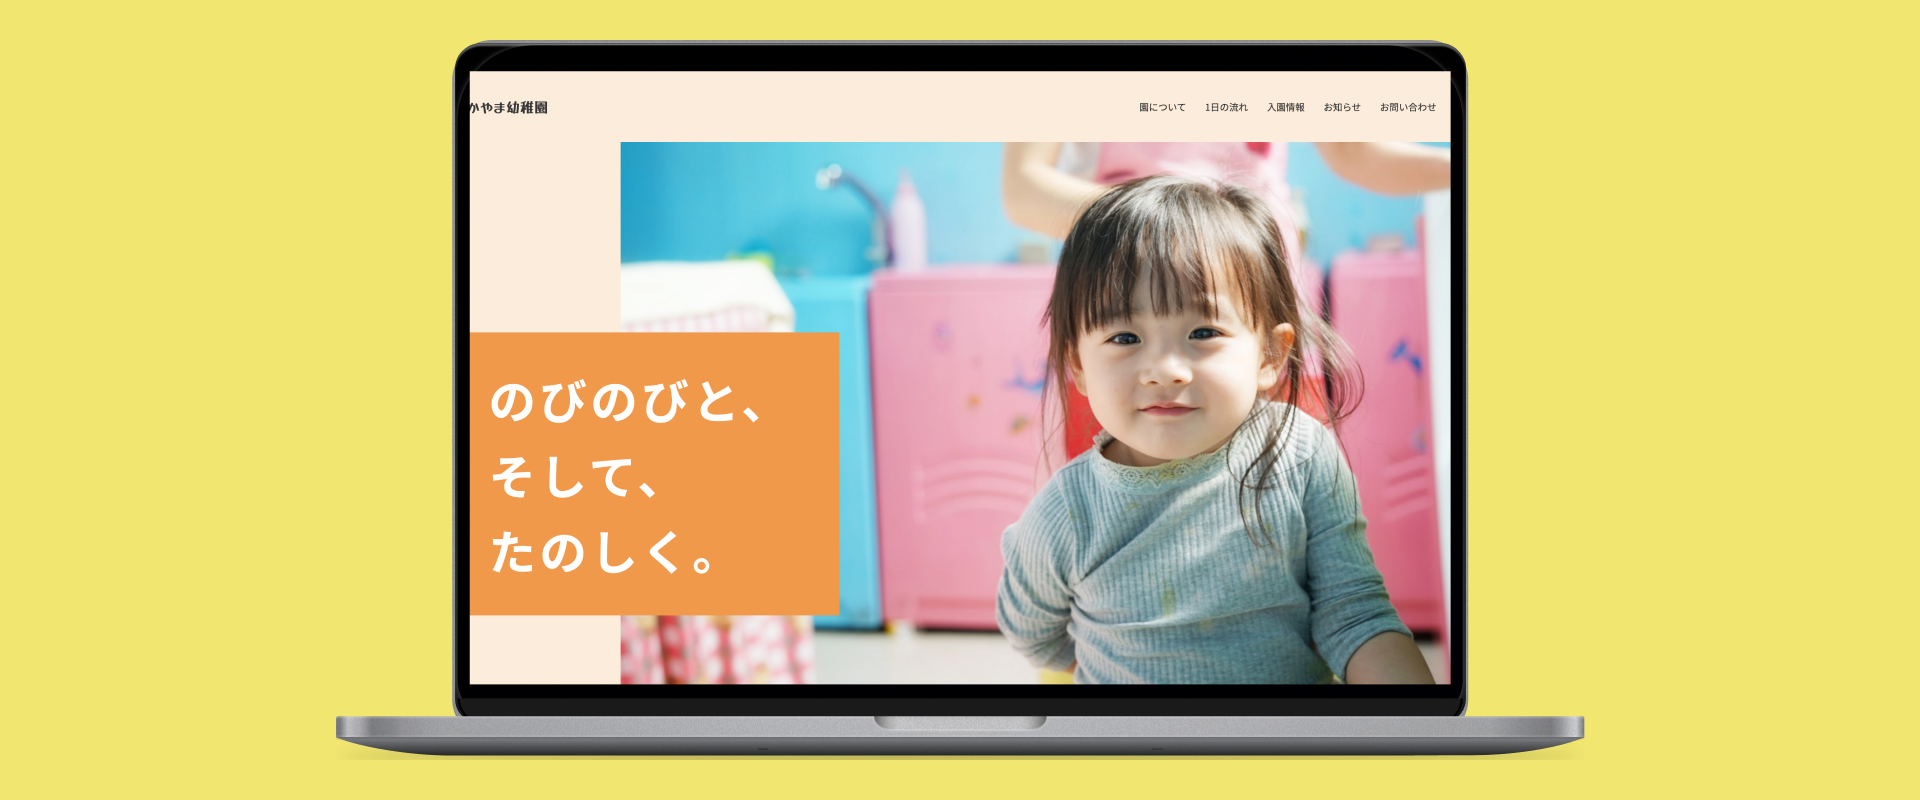 かやま幼稚園
園について 1日の流れ 入園情報 お知らせ お問い合わせ
のびのびと、
そして、
たのしく。